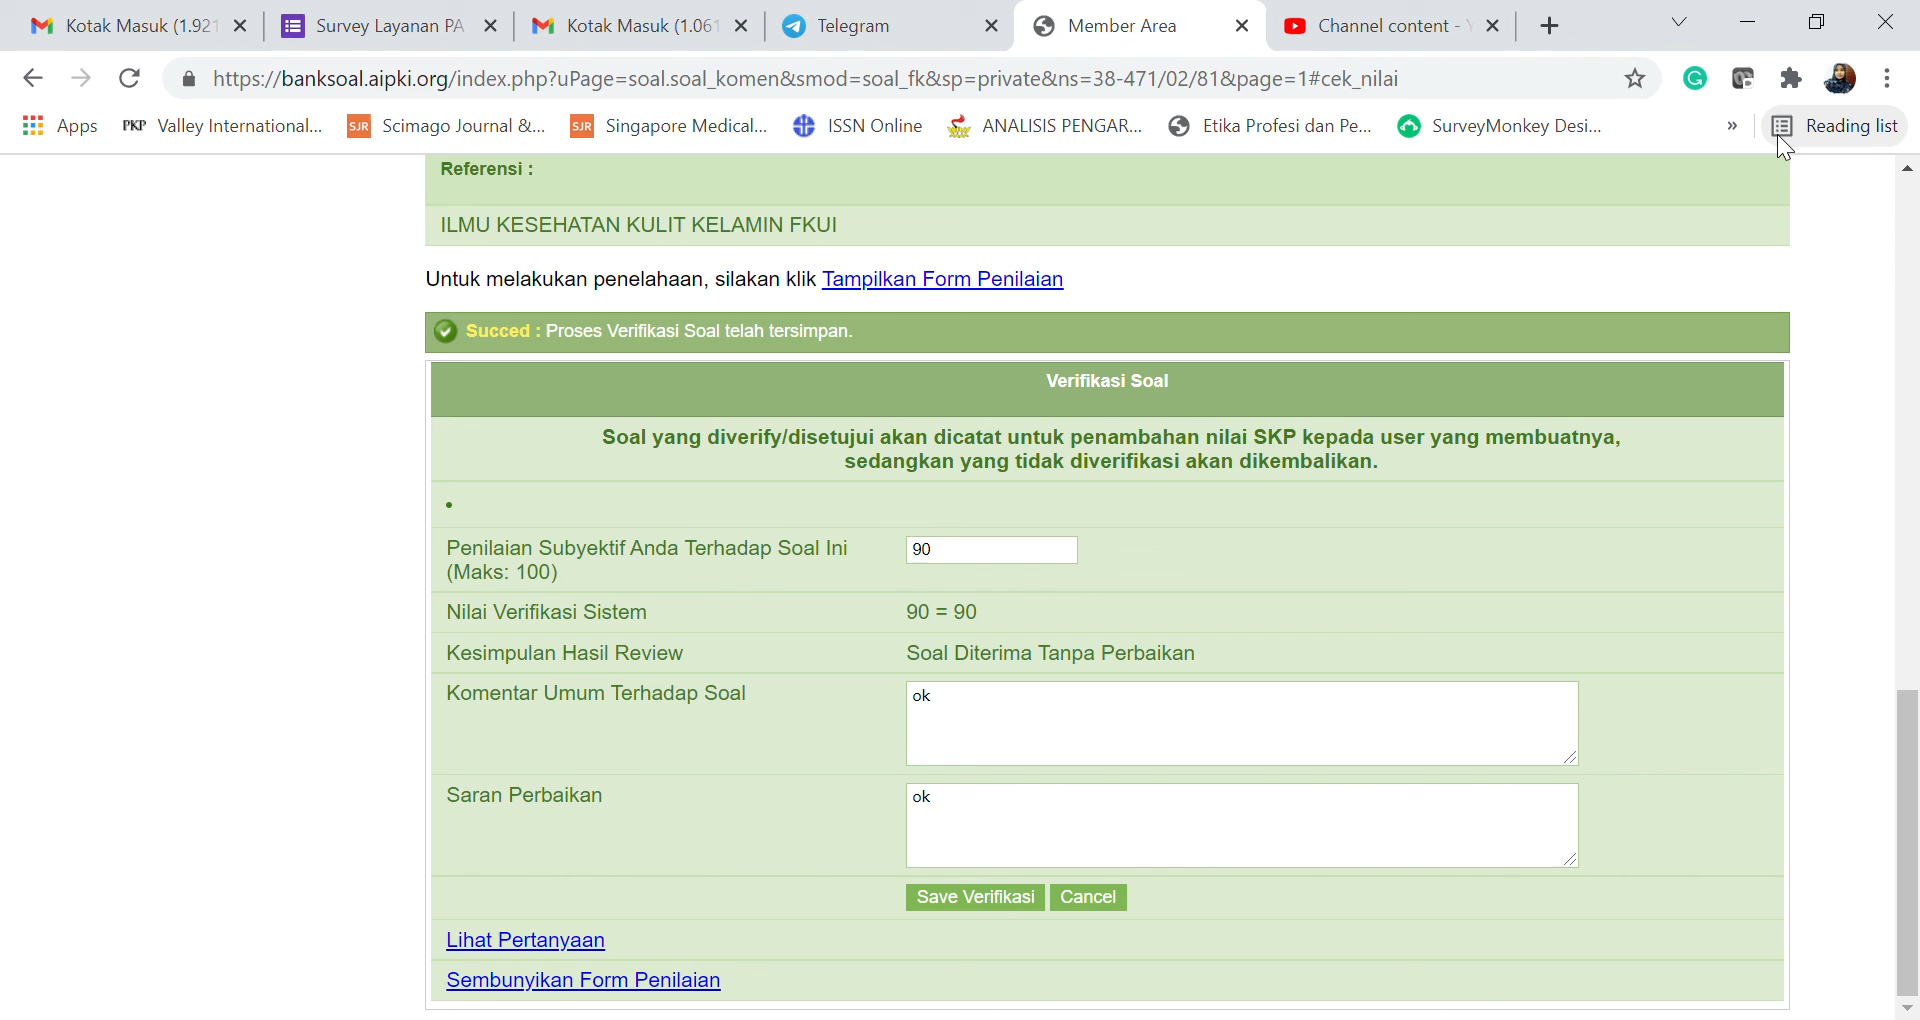 Kotak Masuk (1.921
Survey Layanan PA
Kotak Masuk (1.061
Telegram
Member Area
Channel content -
https://banksoal.aipki.org/index.php?uPage=soal.soal_komen&smod=soal_fk&sp=private&ns=38-471/02/81&page=1#cek_nilai
Apps
PKP Valley International...
SJR Scimago Journal &...
SJR Singapore Medical...
ISSN Online
ANALISIS PENGAR...
Etika Profesi dan Pe...
SurveyMonkey Desi...
»
Reading list
Referensi :
ILMU KESEHATAN KULIT KELAMIN FKUI
Untuk melakukan penelahaan, silakan klik Tampilkan Form Penilaian
Succed : Proses Verifikasi Soal telah tersimpan.
Verifikasi Soal
Soal yang diverify/disetujui akan dicatat untuk penambahan nilai SKP kepada user yang membuatnya,
sedangkan yang tidak diverifikasi akan dikembalikan.
•
Penilaian Subyektif Anda Terhadap Soal Ini
(Maks: 100)
90
Nilai Verifikasi Sistem
90 = 90
Kesimpulan Hasil Review
Soal Diterima Tanpa Perbaikan
Komentar Umum Terhadap Soal
ok
Saran Perbaikan
ok
Save Verifikasi
Cancel
Lihat Pertanyaan
Sembunyikan Form Penilaian